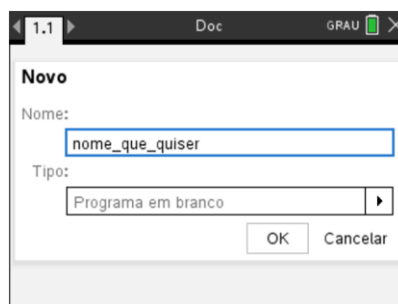 1.1 Doc GRAU
Novo
Nome:
nome_que_quiser
Tipo:
Programa em branco
OK Cancelar